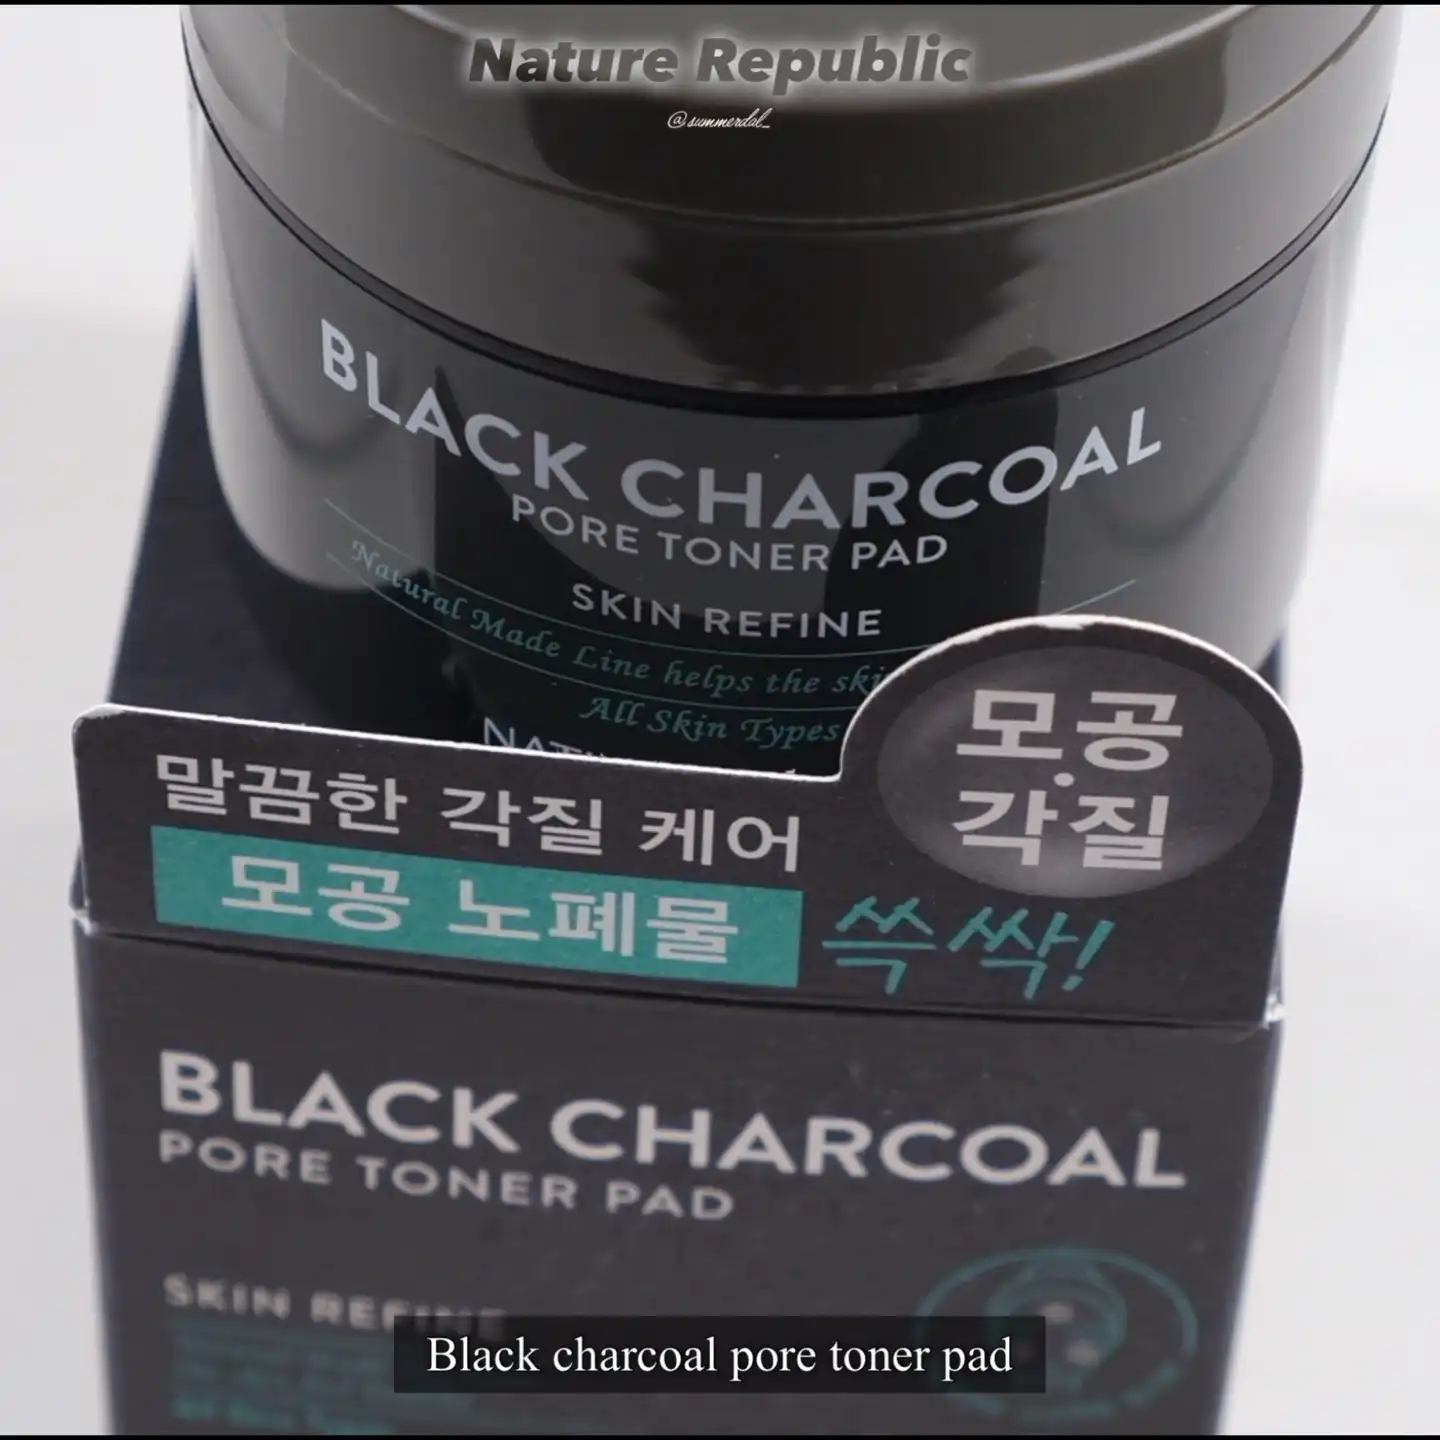 Nature Republic
@summerdal_
BLACK CHARCOAL
PORE TONER PAD
SKIN REFINE
Natural Made Line helps the
All Skin Types
모공
각질
말끔한 각질 케어
모공 노폐물 쓱싹!
BLACK CHARCOAL
PORE TONER PAD
SKIN REFINE
Black charcoal pore toner pad